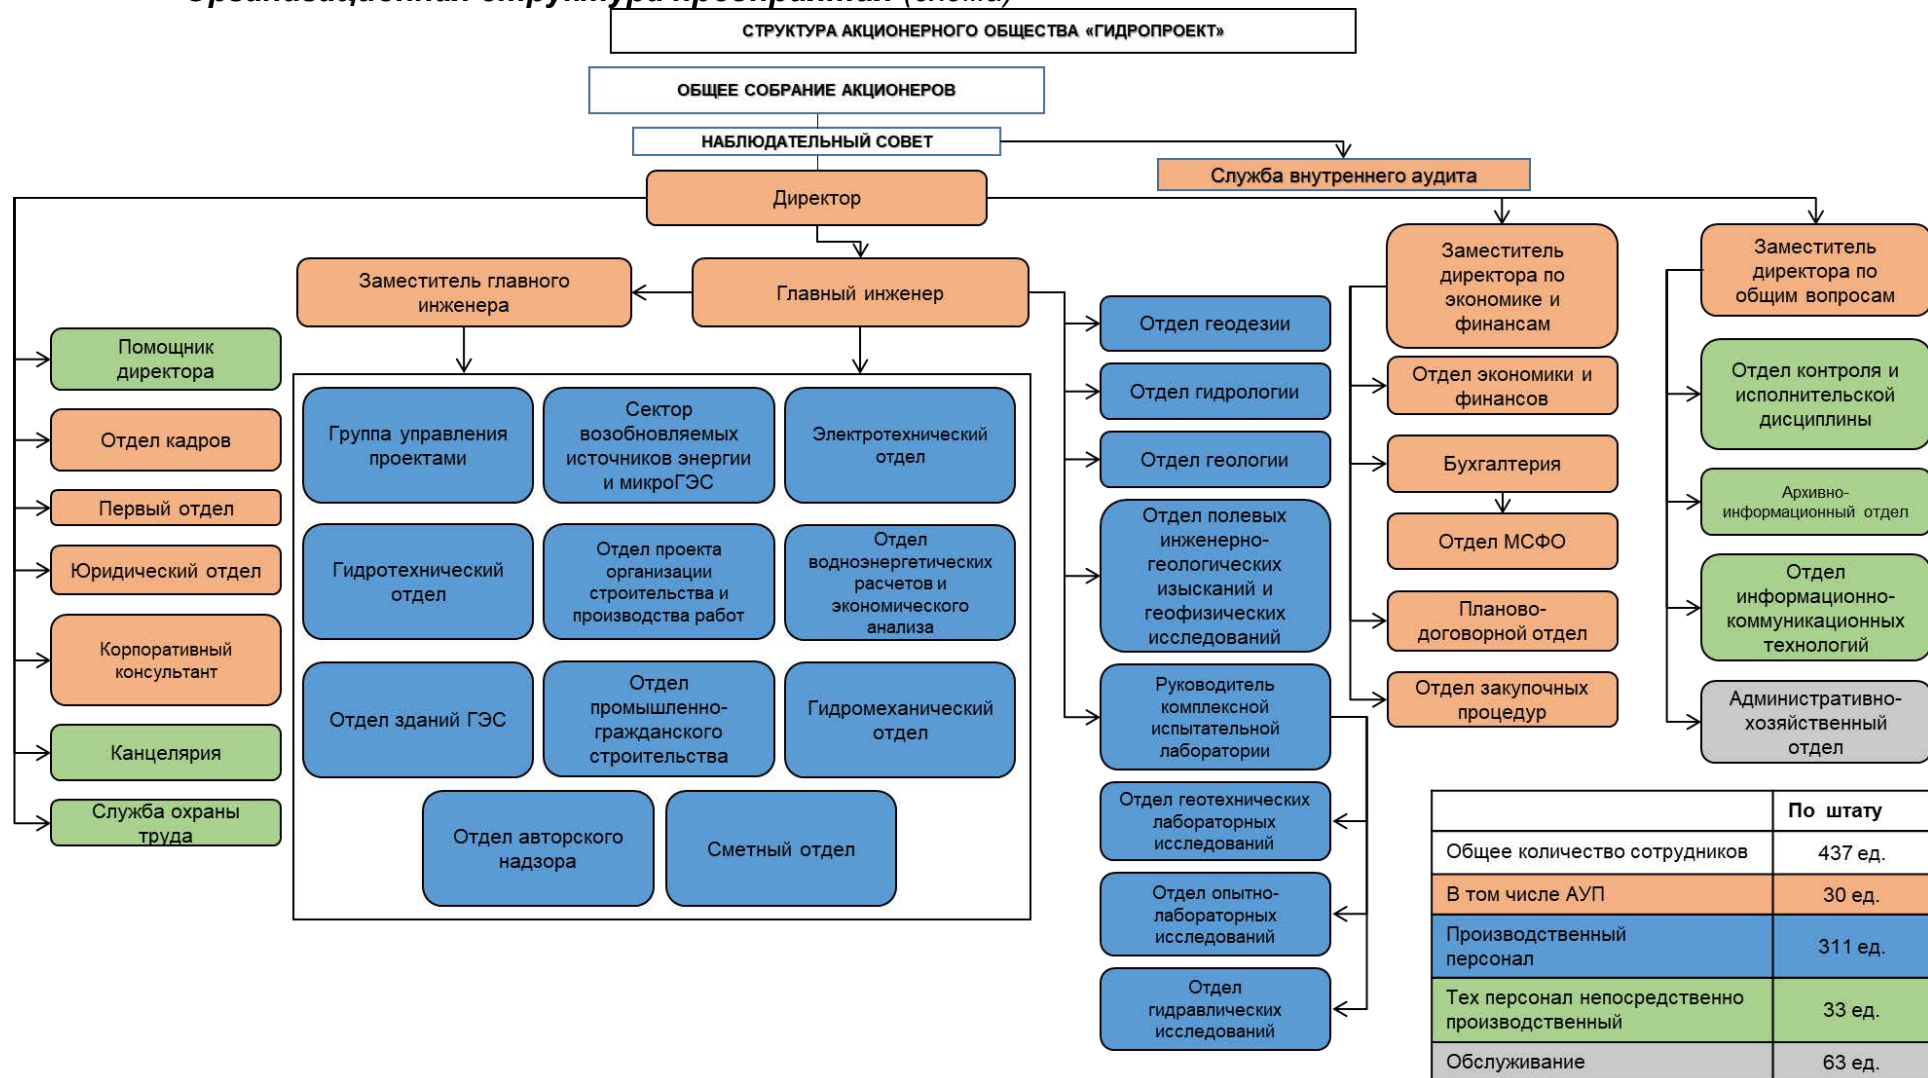 Организационная структура предприятия (схема)
СТРУКТУРА АКЦИОНЕРНОГО ОБЩЕСТВА «ГИДРОПРОЕКТ»
ОБЩЕЕ СОБРАНИЕ АКЦИОНЕРОВ
НАБЛЮДАТЕЛЬНЫЙ СОВЕТ
Служба внутреннего аудита
Директор
Заместитель главного
инженера
Главный инженер
Заместитель
директора по
экономике и
финансам
Заместитель
директора по
общим вопросам
Помощник
директора
Отдел кадров
Первый отдел
Юридический отдел
Корпоративный
консультант
Канцелярия
Служба охраны
труда
Группа управления
проектами
Сектор
возобновляемых
источников энергии
и микроГЭС
Электротехнический
отдел
Гидротехнический
отдел
Отдел проекта
организации
строительства и
производства работ
Отдел
водноэнергетических
расчетов и
экономического
анализа
Отдел зданий ГЭС
Отдел
промышленно-
гражданского
строительства
Гидромеханический
отдел
Отдел авторского
надзора
Сметный отдел
Отдел геодезии
Отдел гидрологии
Отдел геологии
Отдел полевых
инженерно-
геологических
изысканий и
геофизических
исследований
Руководитель
комплексной
испытательной
лаборатории
Отдел геотехнических
лабораторных
исследований
Отдел опытно-
лабораторных
исследований
Отдел
гидравлических
исследований
Отдел экономики и
финансов
Бухгалтерия
Отдел МСФО
Планово-
договорной отдел
Отдел закупочных
процедур
Отдел контроля и
исполнительской
дисциплины
Архивно-
информационный отдел
Отдел
информационно-
коммуникационных
технологий
Административно-
хозяйственный
отдел
По штату
Общее количество сотрудников 437 ед.
В том числе АУП 30 ед.
Производственный
персонал 311 ед.
Тех персонал непосредственно
производственный 33 ед.
Обслуживание 63 ед.